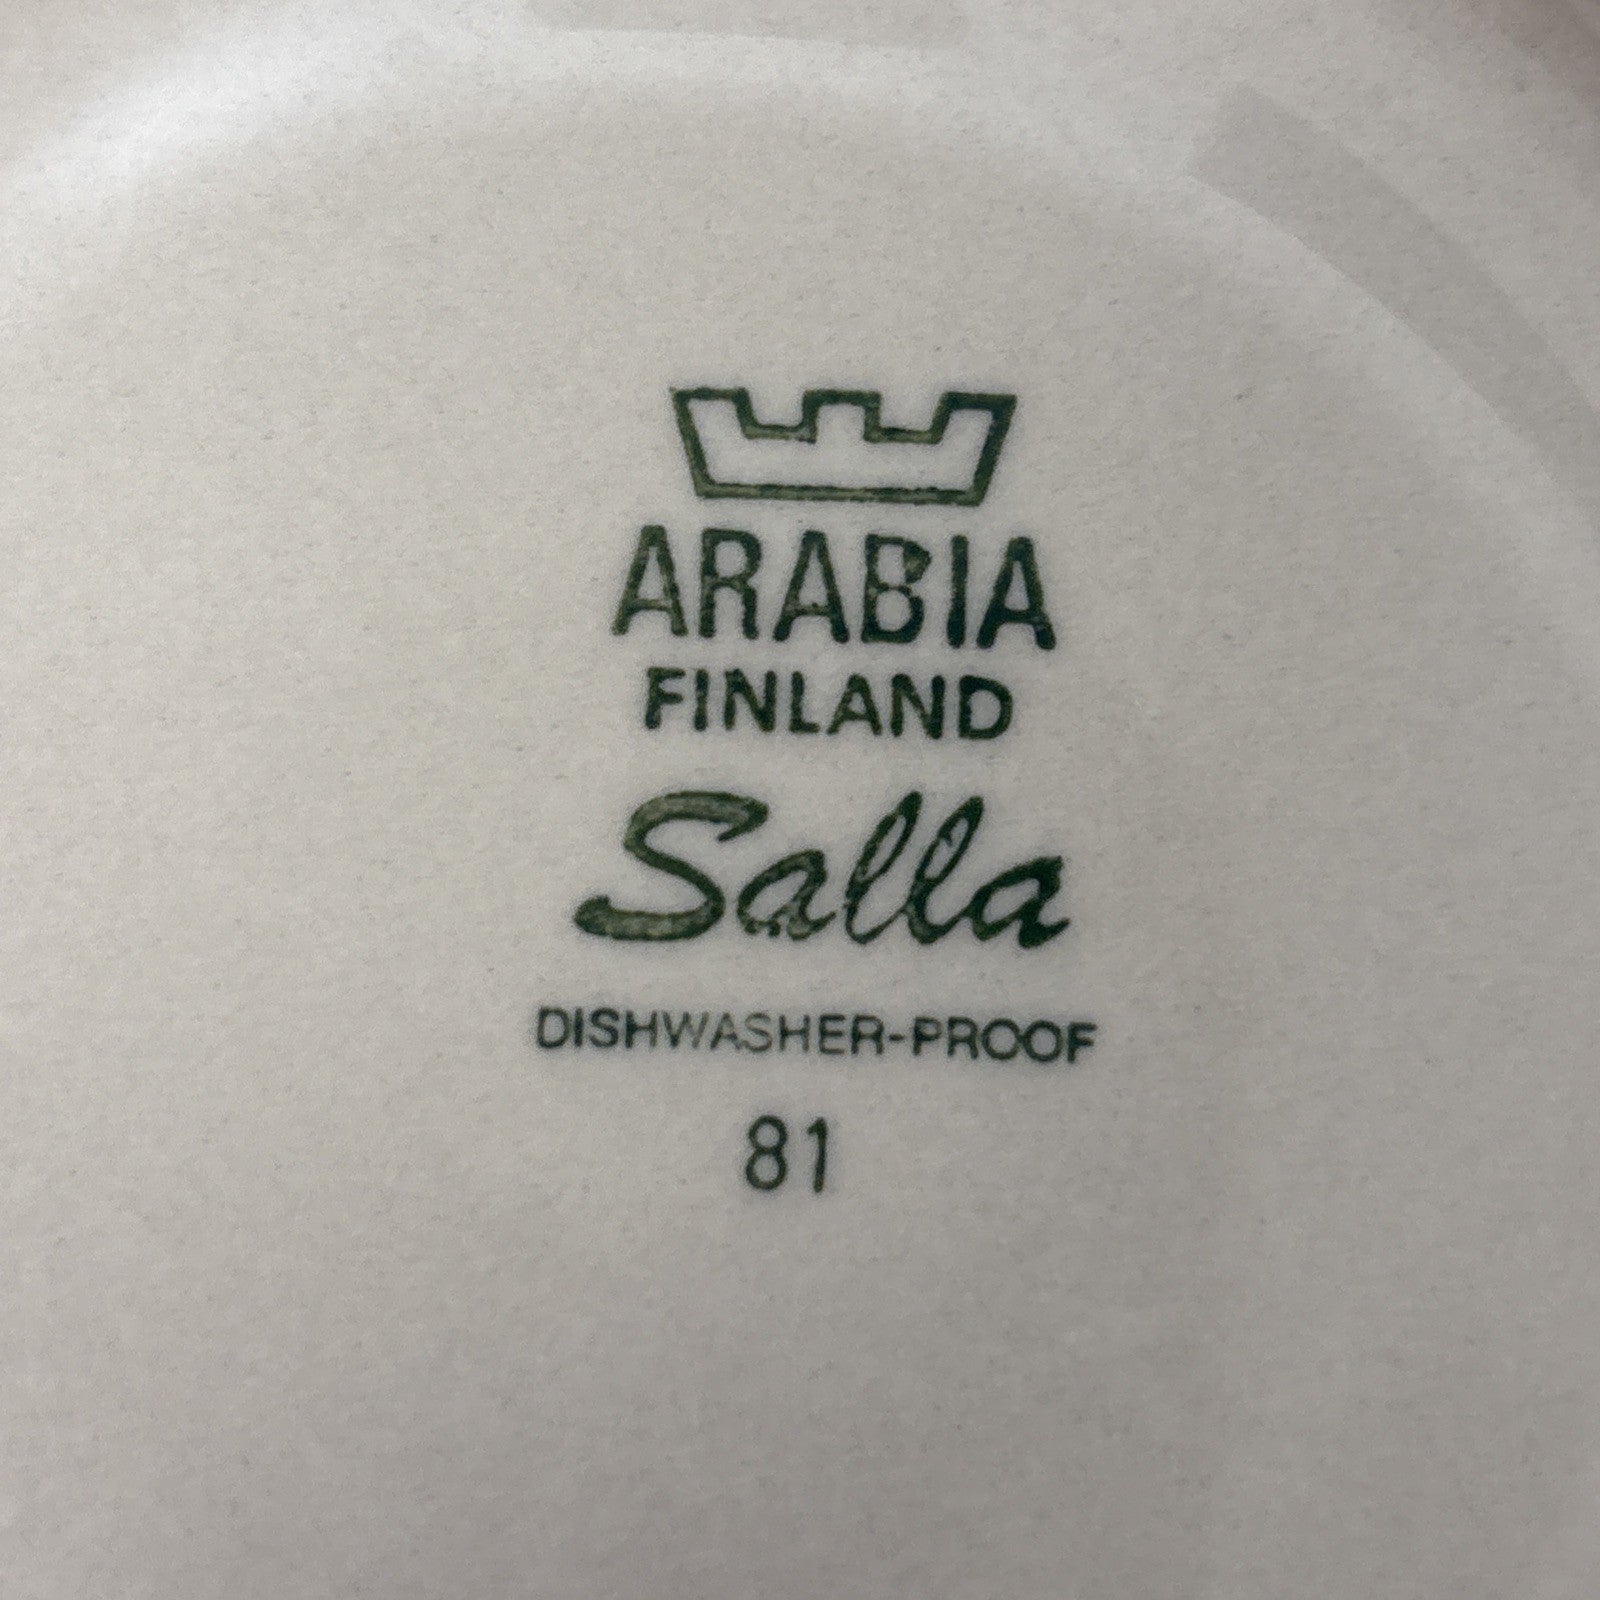 ARABIA
FINLAND
Salla
DISHWASHER-PROOF
81